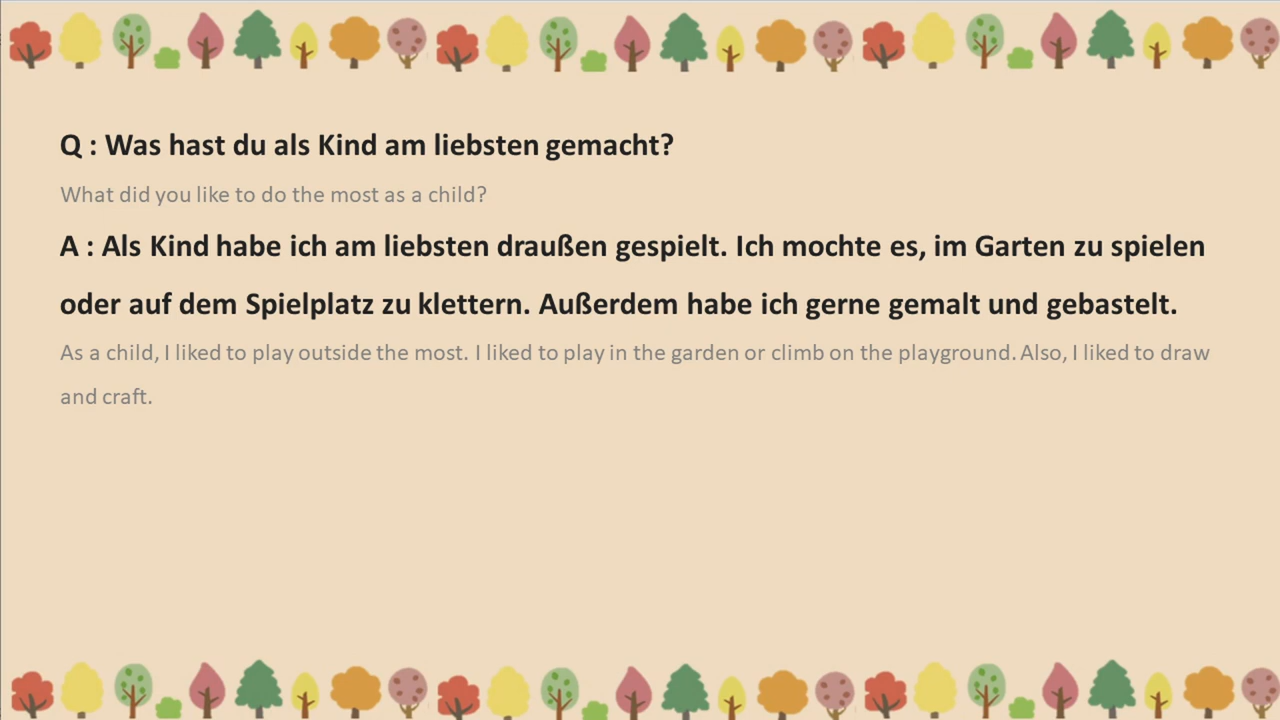 Q : Was hast du als Kind am liebsten gemacht?
What did you like to do the most as a child?
A : Als Kind habe ich am liebsten draußen gespielt. Ich mochte es, im Garten zu spielen
oder auf dem Spielplatz zu klettern. Außerdem habe ich gerne gemalt und gebastelt.
As a child, I liked to play outside the most. I liked to play in the garden or climb on the playground. Also, I liked to draw
and craft.